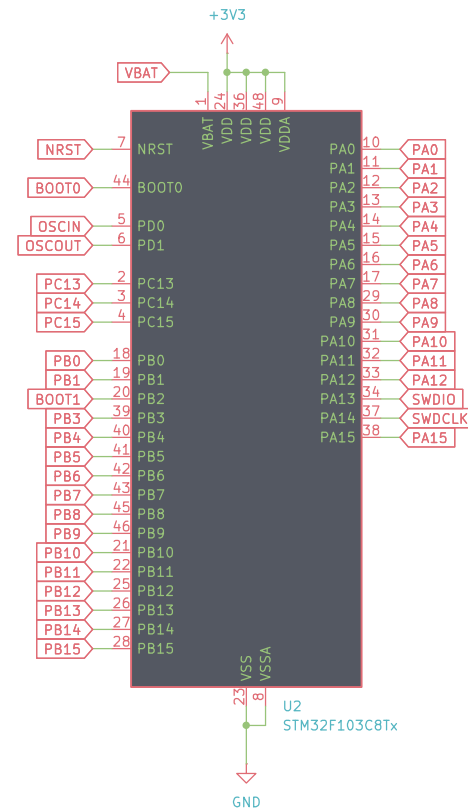 +3V3
VBAT
1 24 36 48 9
VBAT VDD VDD VDD VDDA
NRST 7 NRST PA0 10 PA0
PA1 11 PA1
BOOT0 44 BOOT0 PA2 12 PA2
PA3 13 PA3
OSCIN 5 PD0 PA4 14 PA4
OSCOUT 6 PD1 PA5 15 PA5
PA6 16 PA6
PC13 2 PC13 PA7 17 PA7
PC14 3 PC14 PA8 29 PA8
PC15 4 PC15 PA9 30 PA9
PA10 31 PA10
PB0 18 PB0 PA11 32 PA11
PB1 19 PB1 PA12 33 PA12
BOOT1 20 PB2 PA13 34 SWDIO
PB3 39 PB3 PA14 37 SWDCLK
PB4 40 PB4 PA15 38 PA15
PB5 41 PB5
PB6 42 PB6
PB7 43 PB7
PB8 45 PB8
PB9 46 PB9
PB10 21 PB10
PB11 22 PB11
PB12 25 PB12
PB13 26 PB13
PB14 27 PB14
PB15 28 PB15
VSS VSSA
23 8
U2
STM32F103C8Tx
GND